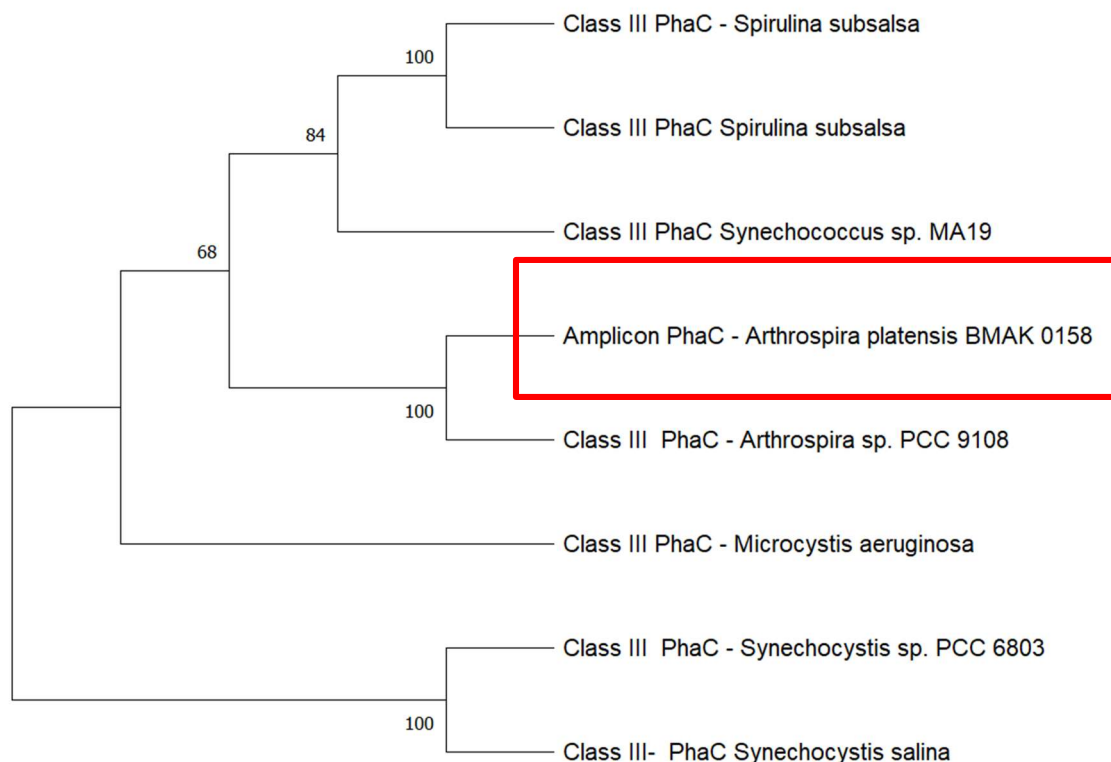 Class III PhaC - Spirulina subsalsa
100
Class III PhaC Spirulina subsalsa
84
Class III PhaC Synechococcus sp. MA19
68
Amplicon PhaC - Arthrospira platensis BMAK 0158
100
Class III  PhaC - Arthrospira sp. PCC 9108
Class III PhaC - Microcystis aeruginosa
Class III  PhaC - Synechocystis sp. PCC 6803
100
Class III-  PhaC Synechocystis salina